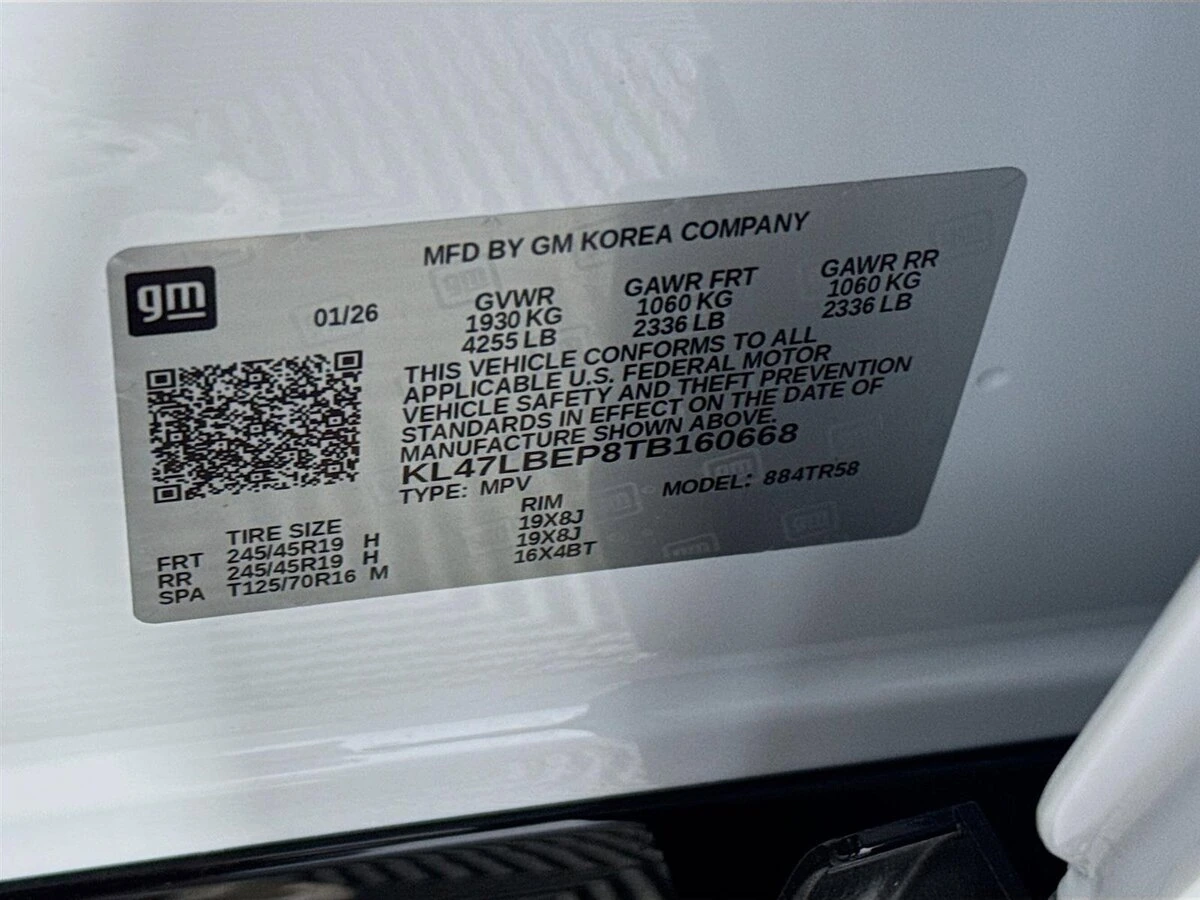 MFD BY GM KOREA COMPANY
gm
01/26
GVWR
1930 KG
4255 LB
GAWR FRT
1060 KG
2336 LB
GAWR RR
1060 KG
2336 LB
THIS VEHICLE CONFORMS TO ALL
APPLICABLE U.S. FEDERAL MOTOR
VEHICLE SAFETY AND THEFT PREVENTION
STANDARDS IN EFFECT ON THE DATE OF
MANUFACTURE SHOWN ABOVE.
KL47LBEP8TB160668
TYPE: MPV MODEL: 884TR58
TIRE SIZE RIM
FRT 245/45R19 H 19X8J
RR 245/45R19 H 19X8J
SPA T125/70R16 M 16X4BT